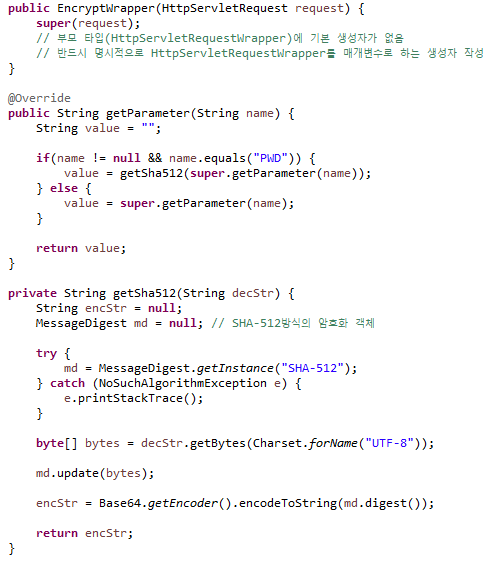 public EncryptWrapper(HttpServletRequest request) {
    super(request);
    // 부모 타입(HttpServletRequestWrapper)에 기본 생성자가 없음
    // 반드시 명시적으로 HttpServletRequestWrapper를 매개변수로 하는 생성자 작성
}

@Override
public String getParameter(String name) {
    String value = "";

    if(name != null && name.equals("PWD")) {
        value = getSha512(super.getParameter(name));
    } else {
        value = super.getParameter(name);
    }

    return value;
}

private String getSha512(String decStr) {
    String encStr = null;
    MessageDigest md = null; // SHA-512방식의 암호화 객체

    try {
        md = MessageDigest.getInstance("SHA-512");
    } catch (NoSuchAlgorithmException e) {
        e.printStackTrace();
    }

    byte[] bytes = decStr.getBytes(Charset.forName("UTF-8"));

    md.update(bytes);

    encStr = Base64.getEncoder().encodeToString(md.digest());

    return encStr;
}